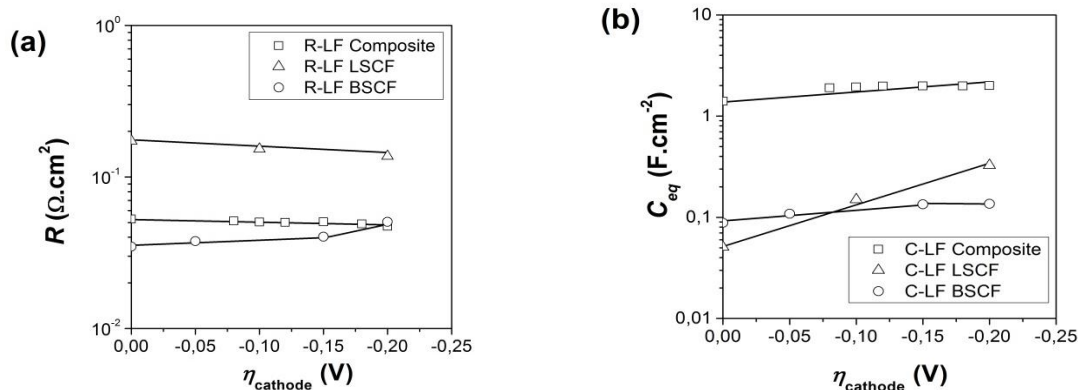 (a)
R-LF Composite
R-LF LSCF
R-LF BSCF
10⁰
10⁻¹
10⁻²
R (Ω.cm²)
0,00 -0,05 -0,10 -0,15 -0,20 -0,25
ηcathode (V)
(b)
10
1
0,1
0,01
Ceq (F.cm⁻²)
C-LF Composite
C-LF LSCF
C-LF BSCF
0,00 -0,05 -0,10 -0,15 -0,20 -0,25
ηcathode (V)